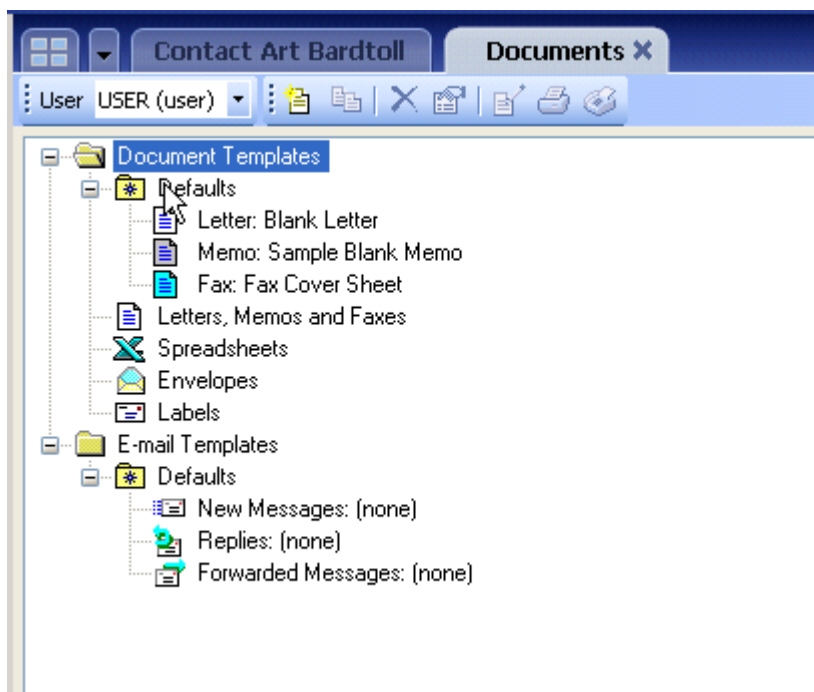 Contact Art Bardtoll Documents
User USER (user)
Document Templates
Defaults
Letter: Blank Letter
Memo: Sample Blank Memo
Fax: Fax Cover Sheet
Letters, Memos and Faxes
Spreadsheets
Envelopes
Labels
E-mail Templates
Defaults
New Messages: (none)
Replies: (none)
Forwarded Messages: (none)